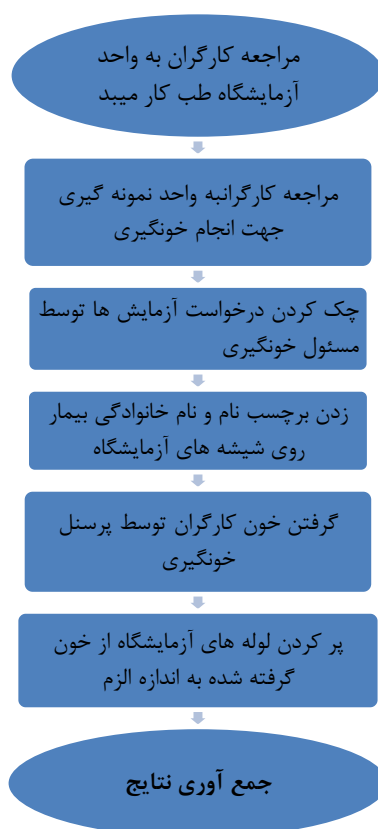 مراجعه کارگران به واحد
آزمایشگاه طب کار میبد
مراجعه کارگرانبه واحد نمونه گیری
جهت انجام خونگیری
چک کردن درخواست آزمایش ها توسط
مسئول خونگیری
زدن برچسب نام و نام خانوادگی بیمار
روی شیشه های آزمایشگاه
گرفتن خون کارگران توسط پرسنل
خونگیری
پر کردن لوله های آزمایشگاه از خون
گرفته شده به اندازه الزم
جمع آوری نتایج